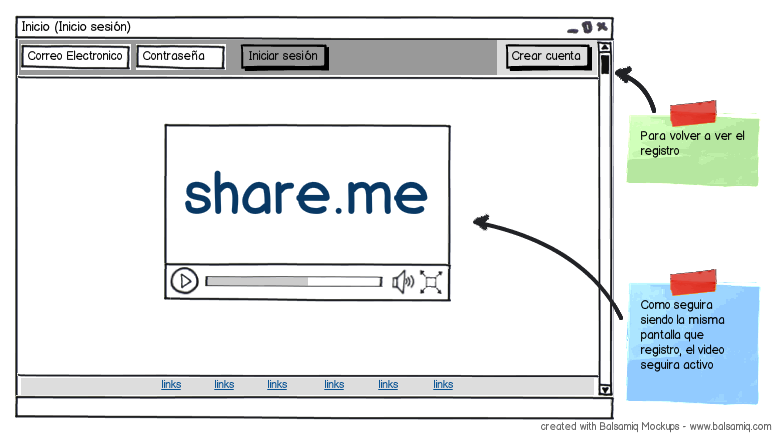 Inicio (Inicio sesión)
Correo Electronico Contraseña Iniciar sesión Crear cuenta
Para volver a ver el
registro
share.me
Como seguira
siendo la misma
pantalla que
registro, el video
seguira activo
links links links links links links
created with Balsamiq Mockups - www.balsamiq.com